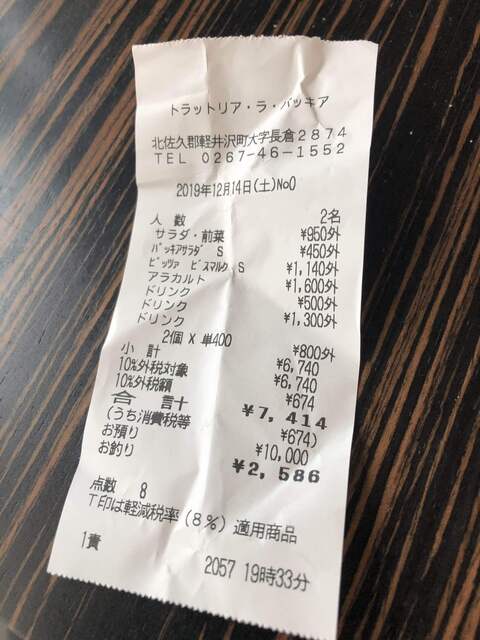 トラットリア・ラ・パッキア
北佐久郡軽井沢町大字長倉2874
TEL 0267-46-1552
2019年12月14日(土)No0
人 数 2名
サラダ・前菜 ¥950外
パッキアサラダ S ¥450外
ピッツァ ビスマルク S ¥1,140外
アラカルト ¥1,600外
ドリンク ¥500外
ドリンク ¥1,300外
ドリンク
2個 X 単400 ¥800外
小 計 ¥6,740
10%外税対象 ¥6,740
10%外税額 ¥674
合 計 ¥7,414
(うち消費税等 ¥674)
お預り ¥10,000
お釣り ¥2,586
点数 8
T印は軽減税率(8%)適用商品
1責 2057 19時33分